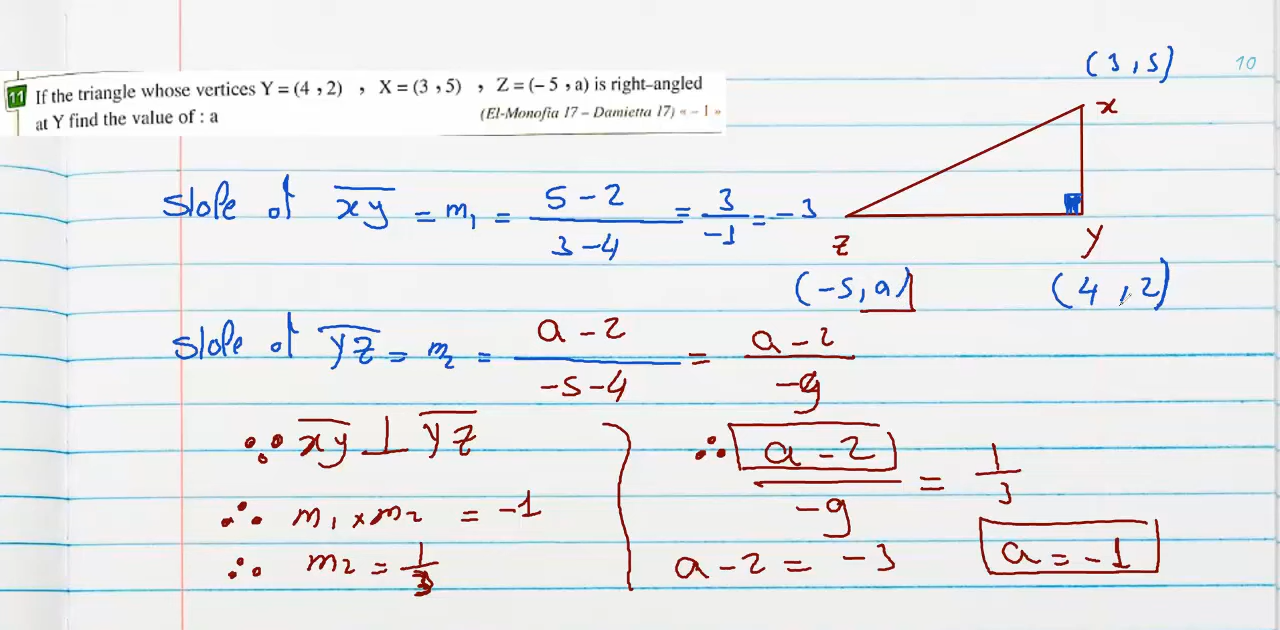 (3 , 5)
10
11 If the triangle whose vertices Y = (4 , 2) , X = (3 , 5) , Z = (– 5 , a) is right–angled
at Y find the value of : a (El-Monofia 17 – Damietta 17) « – 1 »
x
slope of xy = m₁ = 5 – 2 / 3 – 4 = 3 / –1 = –3
z y
(–5 , a) (4 , 2)
slope of YZ = m₂ = a – 2 / –5 – 4 = a – 2 / –9
∵ xy ⊥ YZ
∴ m₁ × m₂ = –1
∴ m₂ = 1/3
∴ a – 2 / –9 = 1/3
a – 2 = –3
a = –1